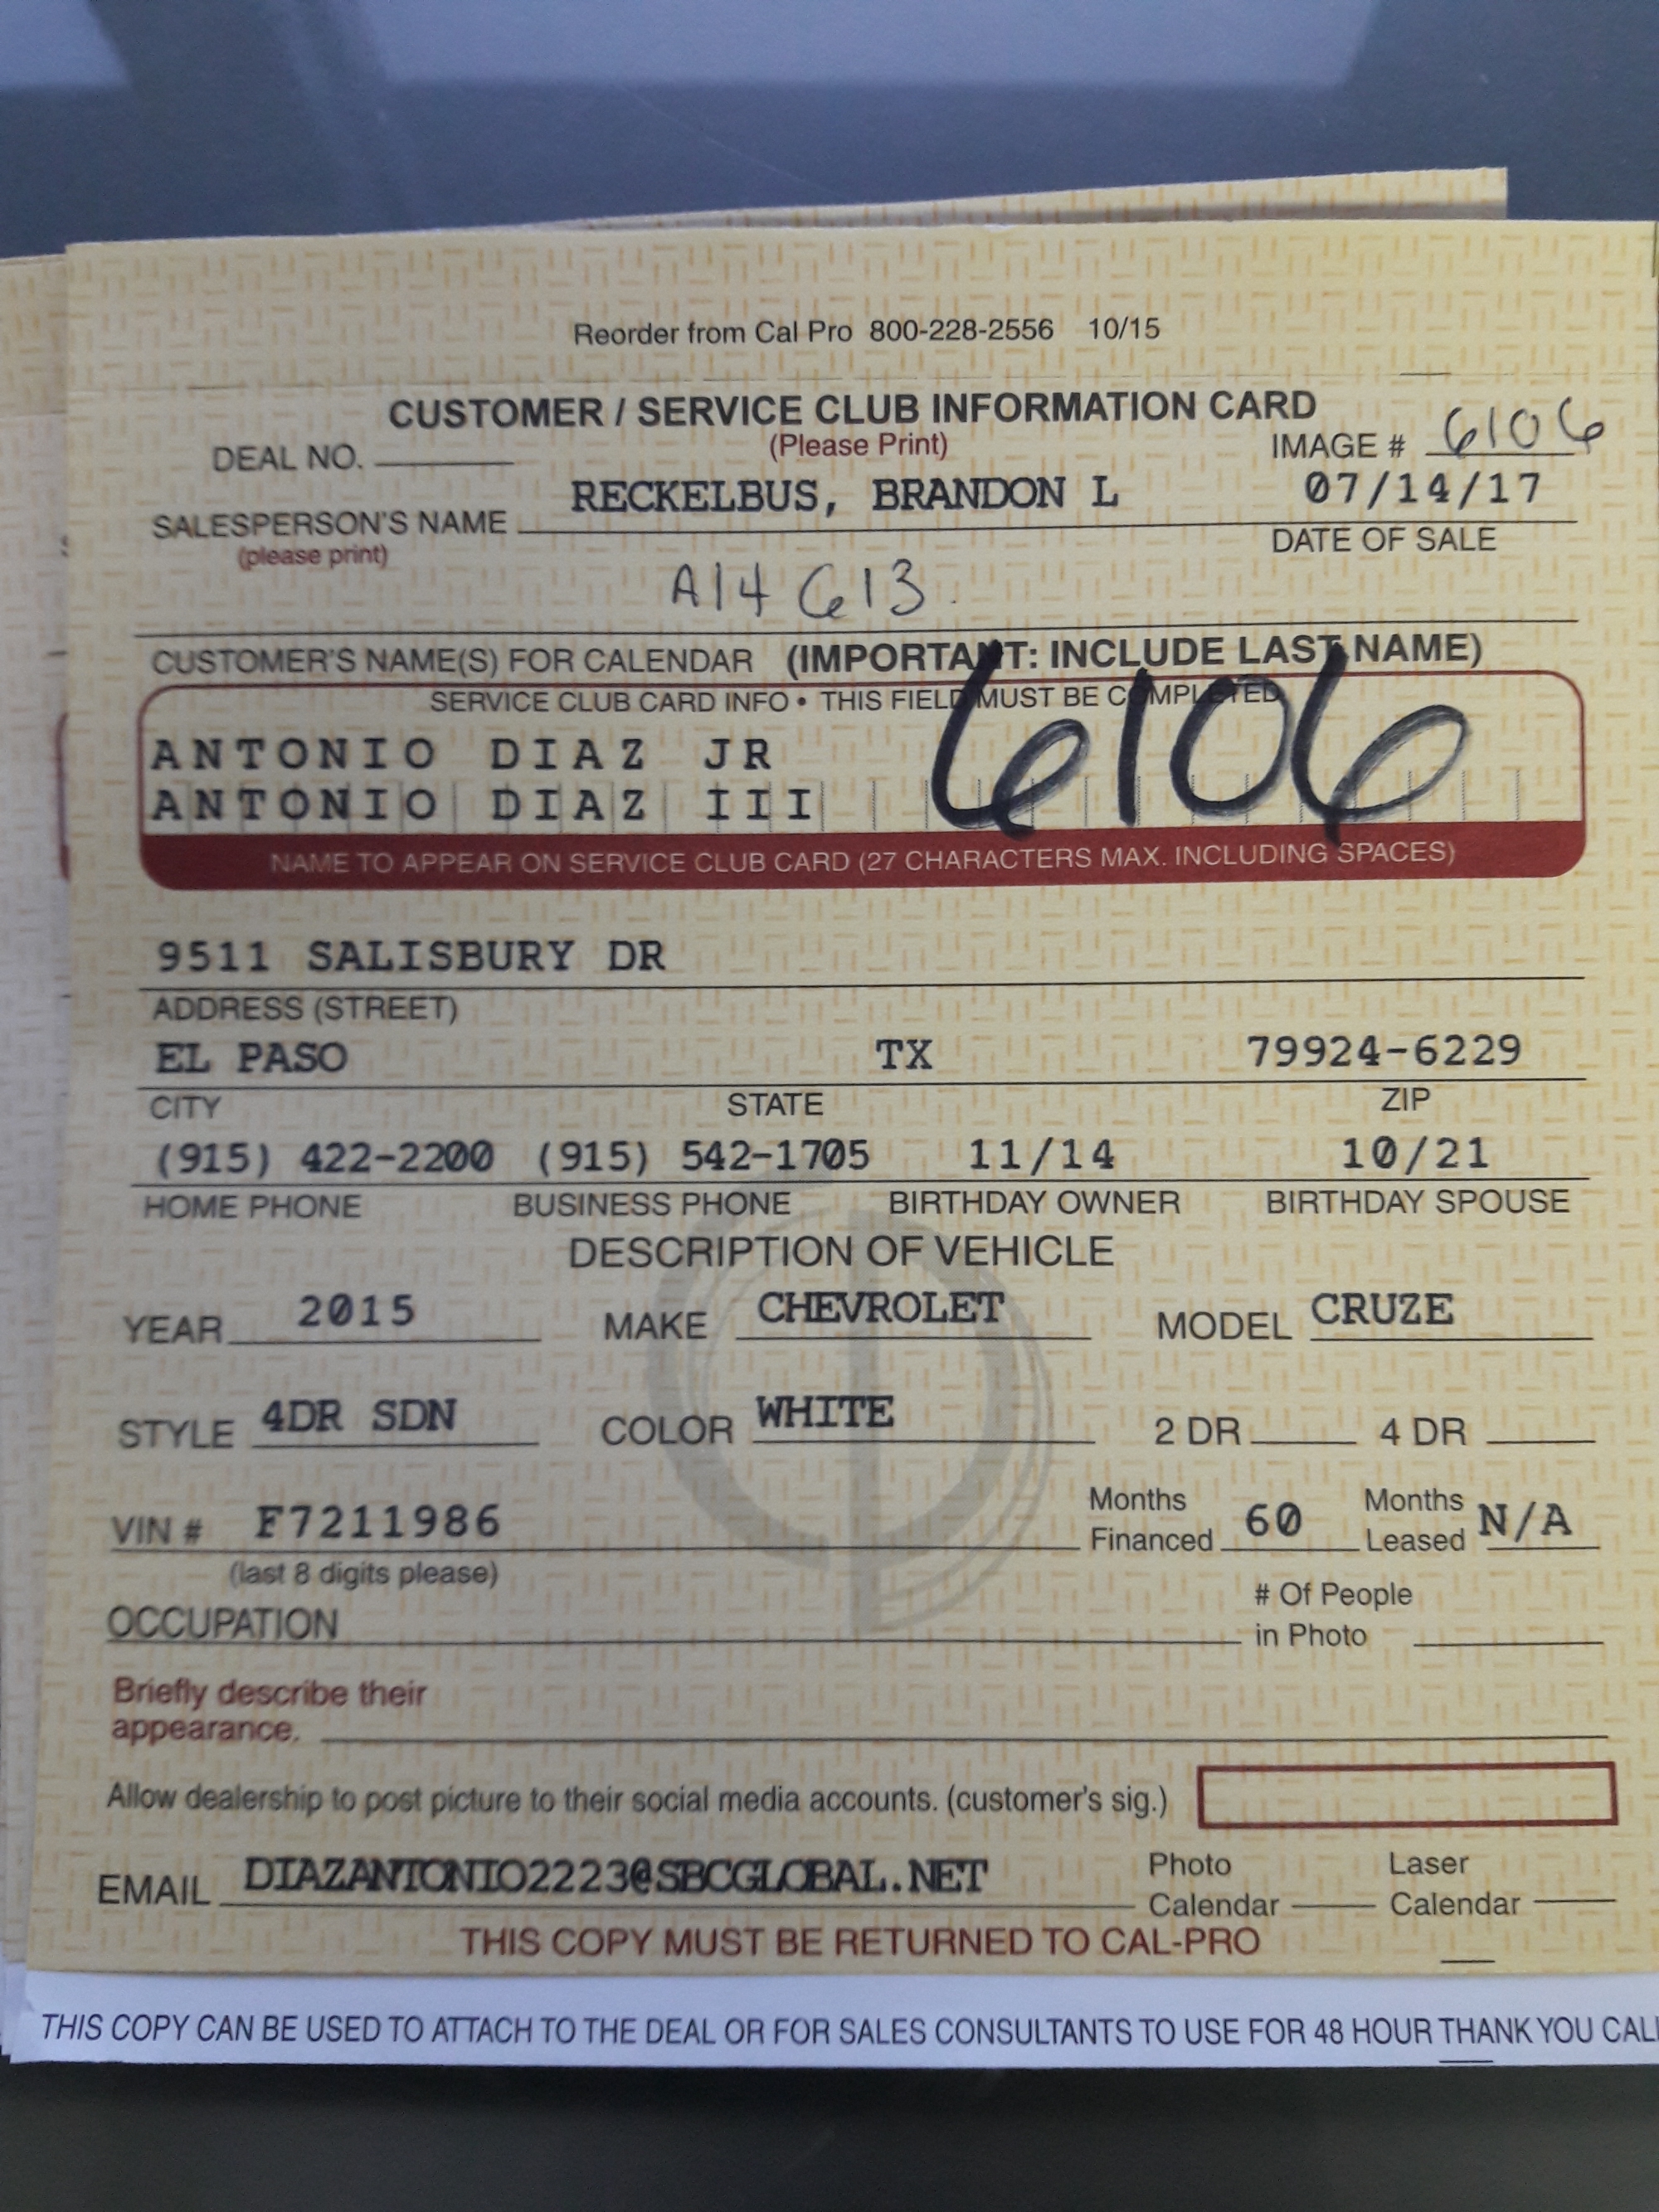 Reorder from Cal Pro 800-228-2556 10/15
CUSTOMER / SERVICE CLUB INFORMATION CARD
(Please Print)
DEAL NO. IMAGE # 6106
SALESPERSON'S NAME RECKELBUS, BRANDON L 07/14/17
(please print) DATE OF SALE
A14613
CUSTOMER'S NAME(S) FOR CALENDAR (IMPORTANT: INCLUDE LAST NAME)
SERVICE CLUB CARD INFO • THIS FIELD MUST BE COMPLETED
ANTONIO DIAZ JR
ANTONIO DIAZ III
6106
NAME TO APPEAR ON SERVICE CLUB CARD (27 CHARACTERS MAX. INCLUDING SPACES)
9511 SALISBURY DR
ADDRESS (STREET)
EL PASO TX 79924-6229
CITY STATE ZIP
(915) 422-2200 (915) 542-1705 11/14 10/21
HOME PHONE BUSINESS PHONE BIRTHDAY OWNER BIRTHDAY SPOUSE
DESCRIPTION OF VEHICLE
YEAR 2015 MAKE CHEVROLET MODEL CRUZE
STYLE 4DR SDN COLOR WHITE 2 DR 4 DR
VIN # F7211986 Months Financed 60 Months Leased N/A
(last 8 digits please)
OCCUPATION # Of People in Photo
Briefly describe their
appearance.
Allow dealership to post picture to their social media accounts. (customer's sig.)
EMAIL DIAZANTONIO2223@SBCGLOBAL.NET Photo Calendar Laser Calendar
THIS COPY MUST BE RETURNED TO CAL-PRO
THIS COPY CAN BE USED TO ATTACH TO THE DEAL OR FOR SALES CONSULTANTS TO USE FOR 48 HOUR THANK YOU CALL